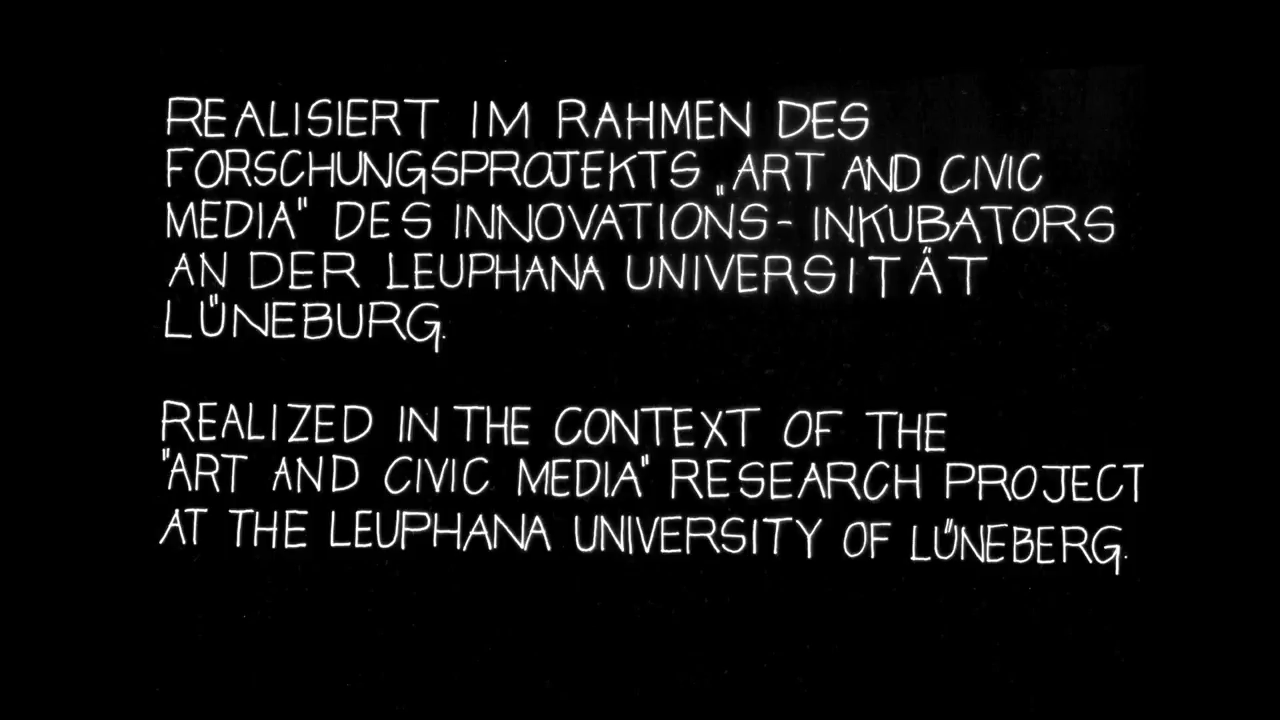 REALISIERT IM RAHMEN DES
FORSCHUNGSPROJEKTS „ART AND CIVIC
MEDIA" DES INNOVATIONS-INKUBATORS
AN DER LEUPHANA UNIVERSITÄT
LÜNEBURG.
REALIZED IN THE CONTEXT OF THE
"ART AND CIVIC MEDIA" RESEARCH PROJECT
AT THE LEUPHANA UNIVERSITY OF LÜNEBERG.